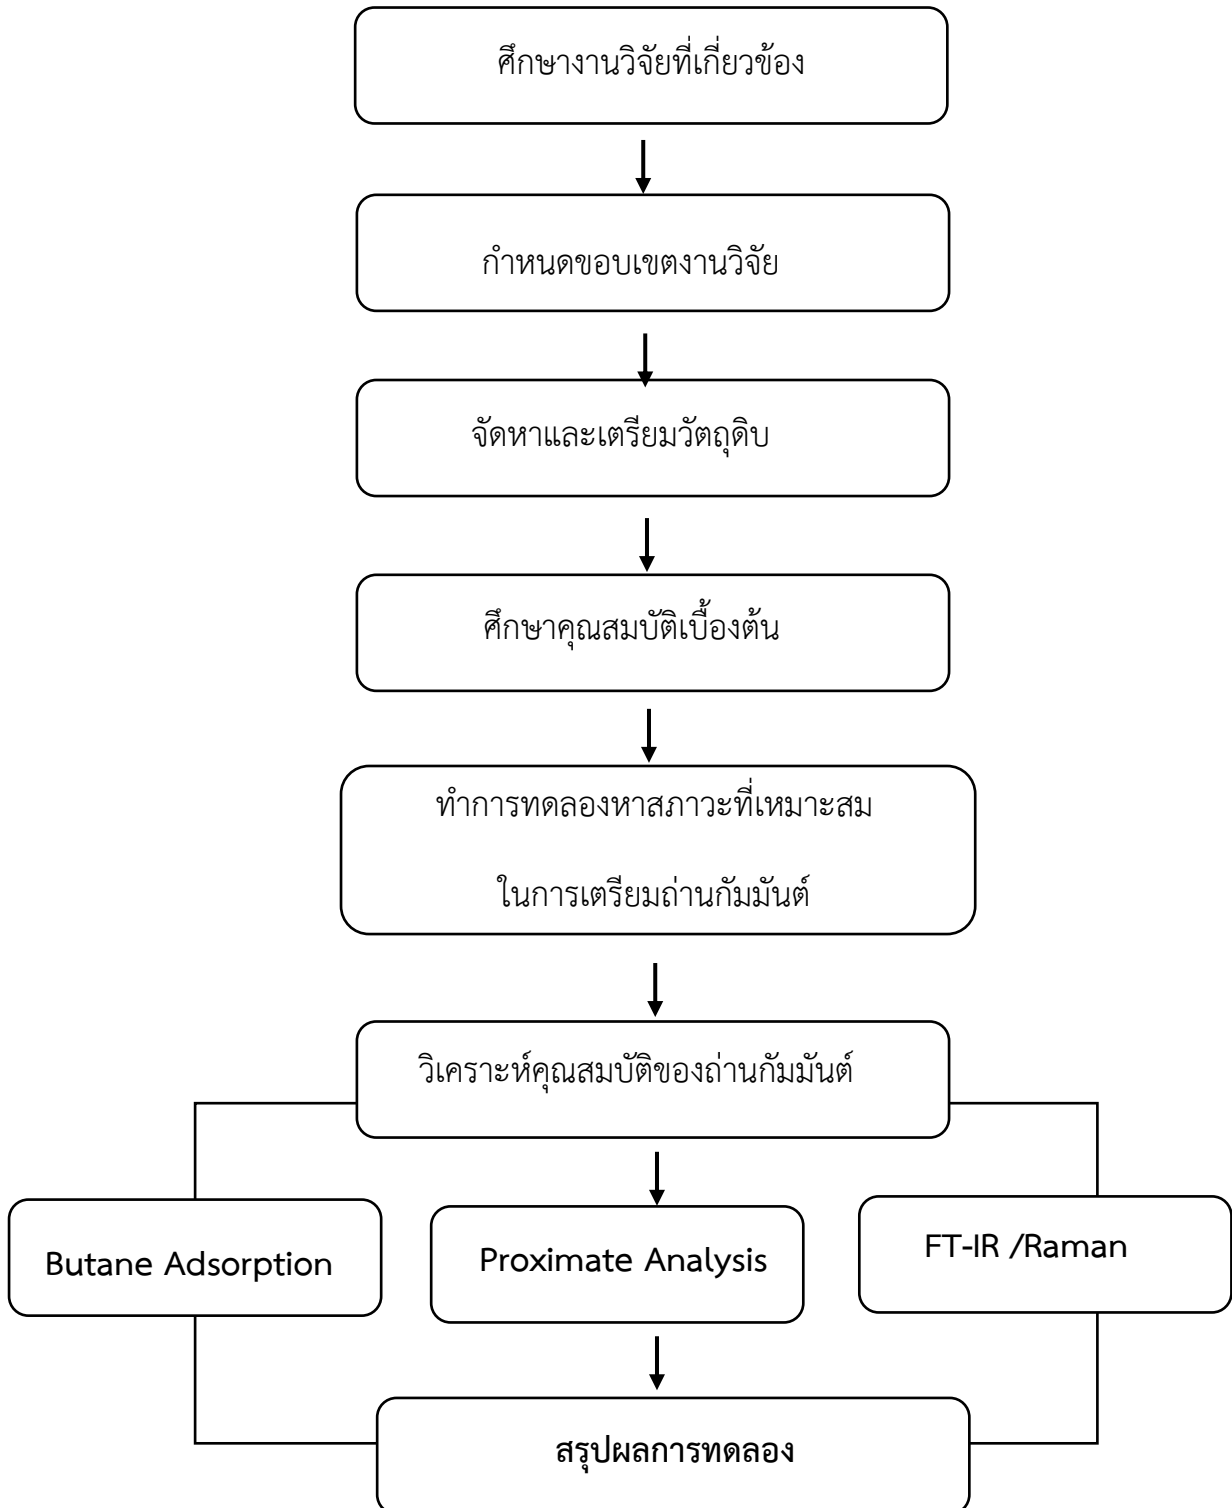 ศึกษางานวิจัยที่เกี่ยวข้อง
กำหนดขอบเขตงานวิจัย
จัดหาและเตรียมวัตถุดิบ
ศึกษาคุณสมบัติเบื้องต้น
ทำการทดลองหาสภาวะที่เหมาะสม
ในการเตรียมถ่านกัมมันต์
วิเคราะห์คุณสมบัติของถ่านกัมมันต์
Butane Adsorption
Proximate Analysis
FT-IR /Raman
สรุปผลการทดลอง